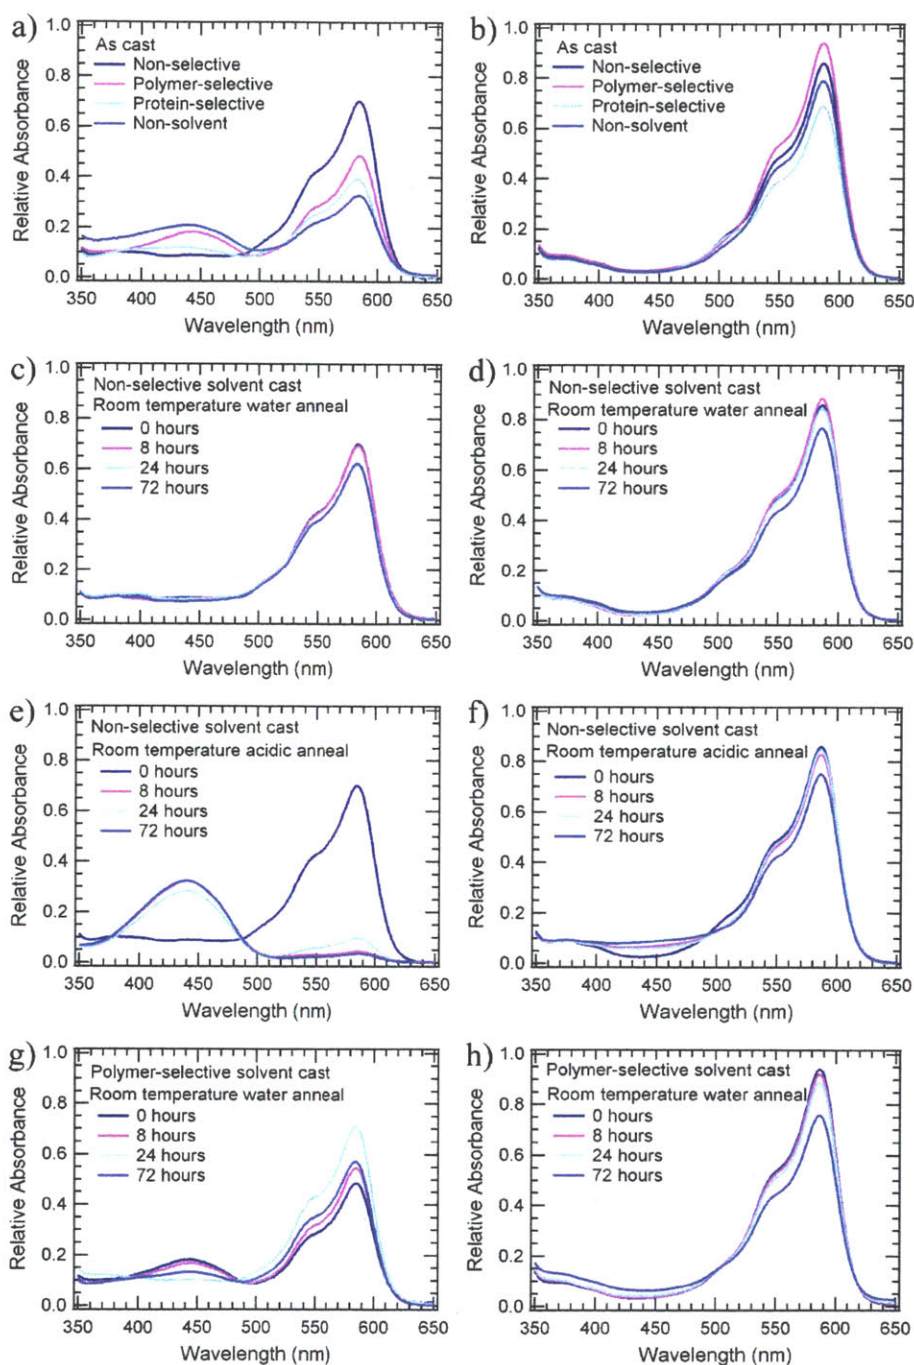 a)
As cast
Non-selective
Polymer-selective
Protein-selective
Non-solvent
Relative Absorbance
1.0
0.8
0.6
0.4
0.2
0.0
350 400 450 500 550 600 650
Wavelength (nm)
b)
As cast
Non-selective
Polymer-selective
Protein-selective
Non-solvent
Relative Absorbance
1.0
0.8
0.6
0.4
0.2
0.0
350 400 450 500 550 600 650
Wavelength (nm)
c)
Non-selective solvent cast
Room temperature water anneal
0 hours
8 hours
24 hours
72 hours
Relative Absorbance
1.0
0.8
0.6
0.4
0.2
0.0
350 400 450 500 550 600 650
Wavelength (nm)
d)
Non-selective solvent cast
Room temperature water anneal
0 hours
8 hours
24 hours
72 hours
Relative Absorbance
1.0
0.8
0.6
0.4
0.2
0.0
350 400 450 500 550 600 650
Wavelength (nm)
e)
Non-selective solvent cast
Room temperature acidic anneal
0 hours
8 hours
24 hours
72 hours
Relative Absorbance
1.0
0.8
0.6
0.4
0.2
0.0
350 400 450 500 550 600 650
Wavelength (nm)
f)
Non-selective solvent cast
Room temperature acidic anneal
0 hours
8 hours
24 hours
72 hours
Relative Absorbance
1.0
0.8
0.6
0.4
0.2
0.0
350 400 450 500 550 600 650
Wavelength (nm)
g)
Polymer-selective solvent cast
Room temperature water anneal
0 hours
8 hours
24 hours
72 hours
Relative Absorbance
1.0
0.8
0.6
0.4
0.2
0.0
350 400 450 500 550 600 650
Wavelength (nm)
h)
Polymer-selective solvent cast
Room temperature water anneal
0 hours
8 hours
24 hours
72 hours
Relative Absorbance
1.0
0.8
0.6
0.4
0.2
0.0
350 400 450 500 550 600 650
Wavelength (nm)